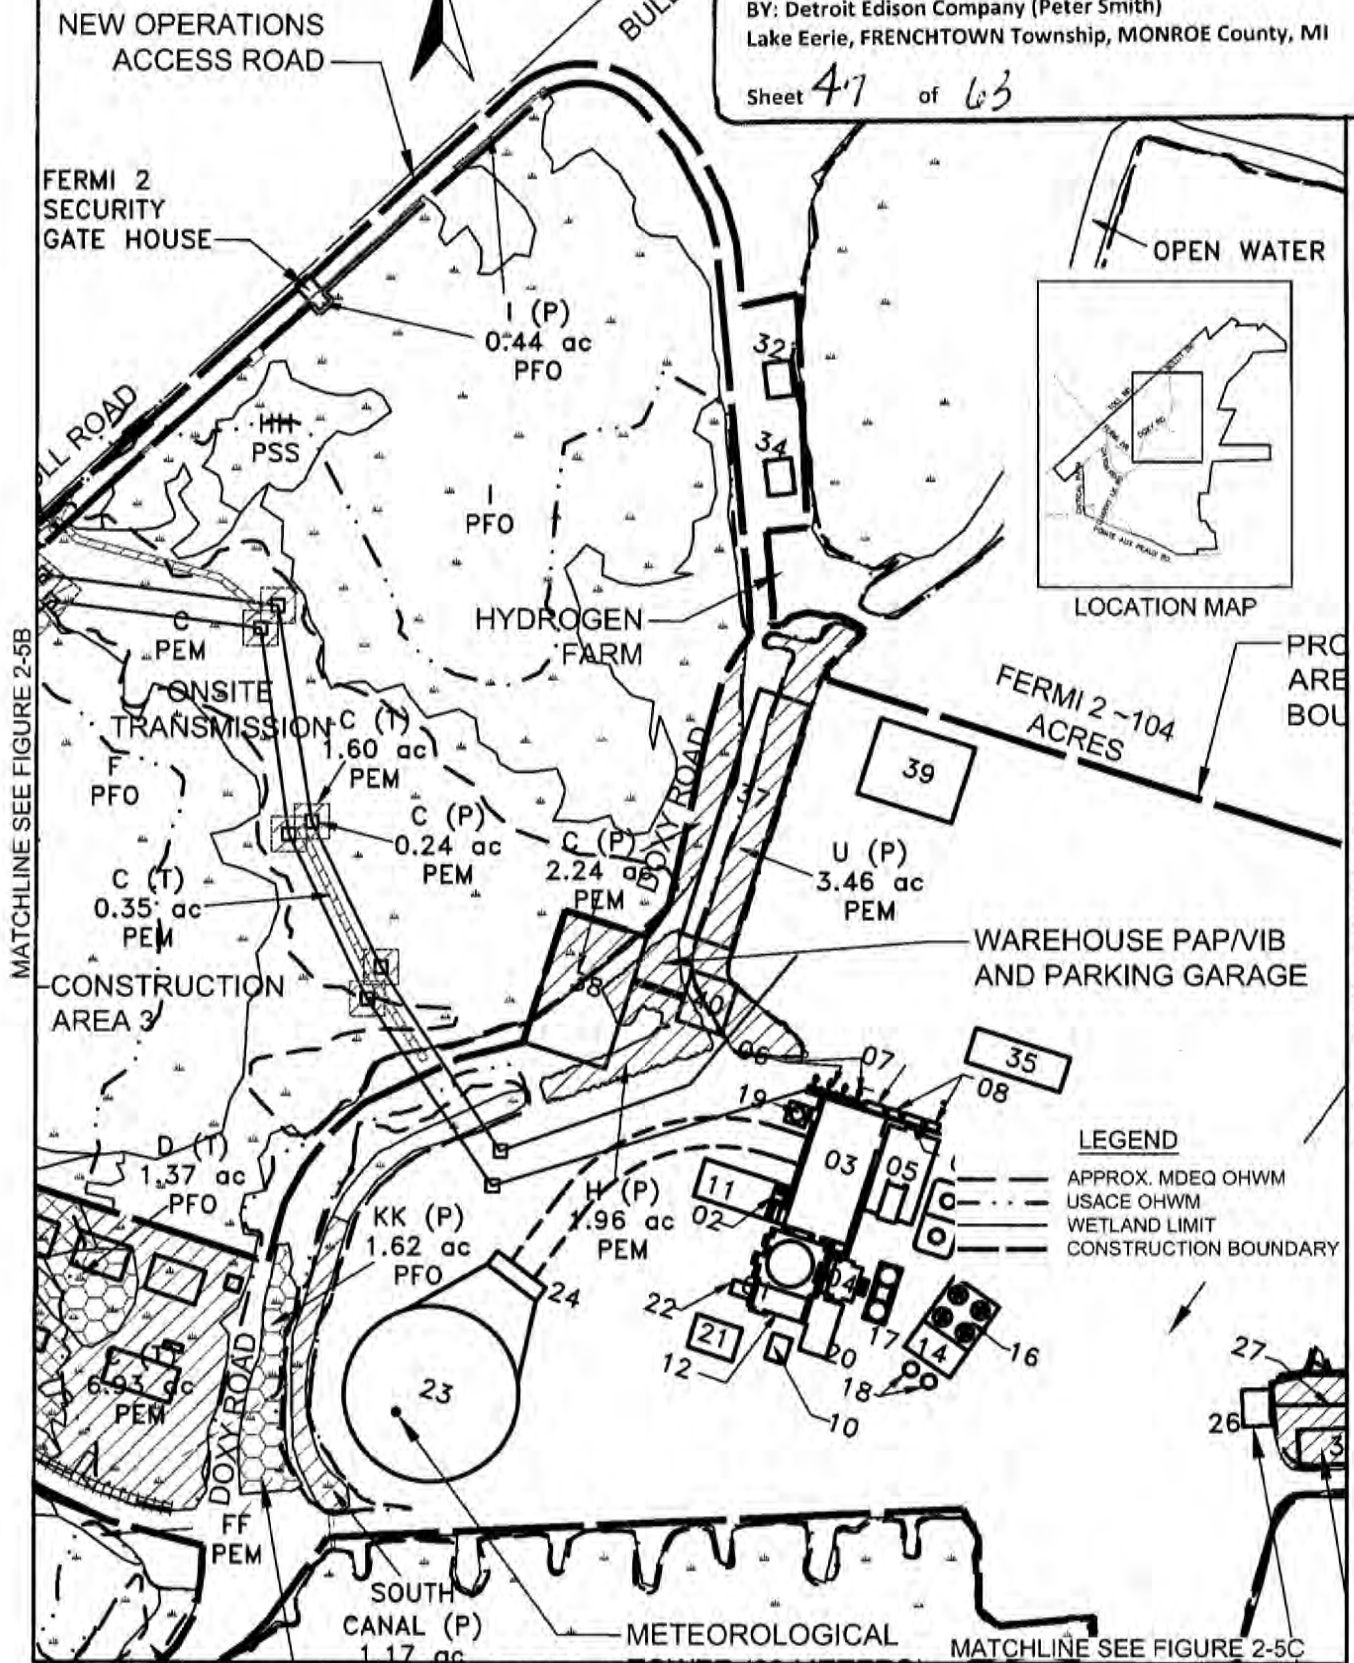 NEW OPERATIONS
ACCESS ROAD
BY: Detroit Edison Company (Peter Smith)
Lake Eerie, FRENCHTOWN Township, MONROE County, MI
Sheet 47 of 63
FERMI 2
SECURITY
GATE HOUSE
OPEN WATER
I (P)
0.44 ac
PFO
32
34
HH
PSS
I
PFO
LOCATION MAP
HYDROGEN
FARM
C
PEM
ONSITE
TRANSMISSION
C (T)
1.60 ac
PEM
F
PFO
C (P)
0.24 ac
PEM
C (P)
2.24 ac
PEM
DOXY ROAD
37
39
FERMI 2 ~104
ACRES
U (P)
3.46 ac
PEM
C (T)
0.35 ac
PEM
MATCHLINE SEE FIGURE 2-5B
CONSTRUCTION
AREA 3
WAREHOUSE PAP/VIB
AND PARKING GARAGE
38
40
06
07
08
35
19
03
05
11
02
LEGEND
APPROX. MDEQ OHWM
USACE OHWM
WETLAND LIMIT
CONSTRUCTION BOUNDARY
D (T)
1.37 ac
PFO
KK (P)
1.62 ac
PFO
H (P)
1.96 ac
PEM
24
22
04
21
12
20
17
14
16
18
10
23
6.93 ac
PEM
DOXY ROAD
27
26
FF
PEM
SOUTH
CANAL (P)
1.17 ac
METEOROLOGICAL
MATCHLINE SEE FIGURE 2-5C